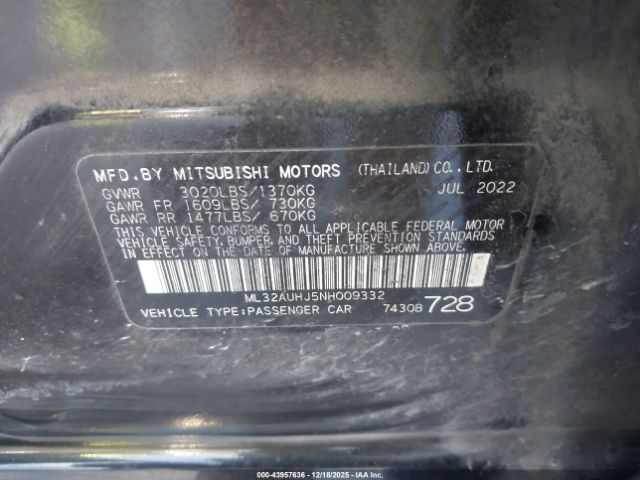 MFD.BY MITSUBISHI MOTORS (THAILAND)CO.,LTD.
GVWR 3020LBS/1370KG JUL 2022
GAWR FR 1609LBS/ 730KG
GAWR RR 1477LBS/ 670KG
THIS VEHICLE CONFORMS TO ALL APPLICABLE FEDERAL MOTOR
VEHICLE SAFETY, BUMPER, AND THEFT PREVENTION STANDARDS
IN EFFECT ON THE DATE OF MANUFACTURE SHOWN ABOVE.
ML32AUHJ5NH009332
VEHICLE TYPE:PASSENGER CAR 74308 728
000-43957636 - 12/18/2025 - IAAI.COM